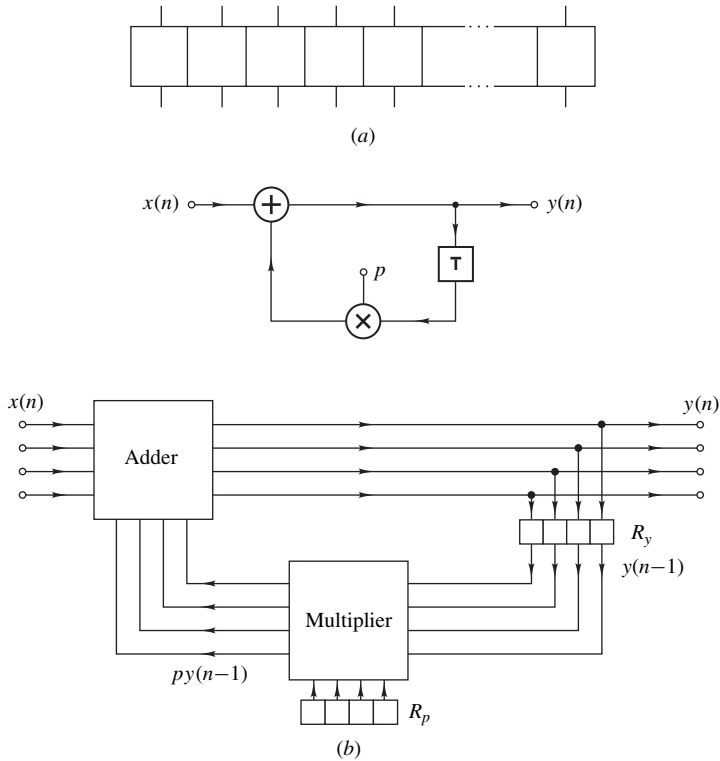 (a)
x(n) + y(n)
T
p
×
x(n) y(n)
Adder
R_y
y(n−1)
Multiplier
py(n−1)
R_p
(b)